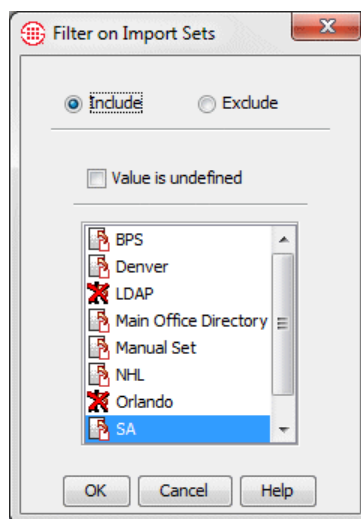 Filter on Import Sets
Include Exclude
Value is undefined
BPS
Denver
LDAP
Main Office Directory
Manual Set
NHL
Orlando
SA
OK Cancel Help